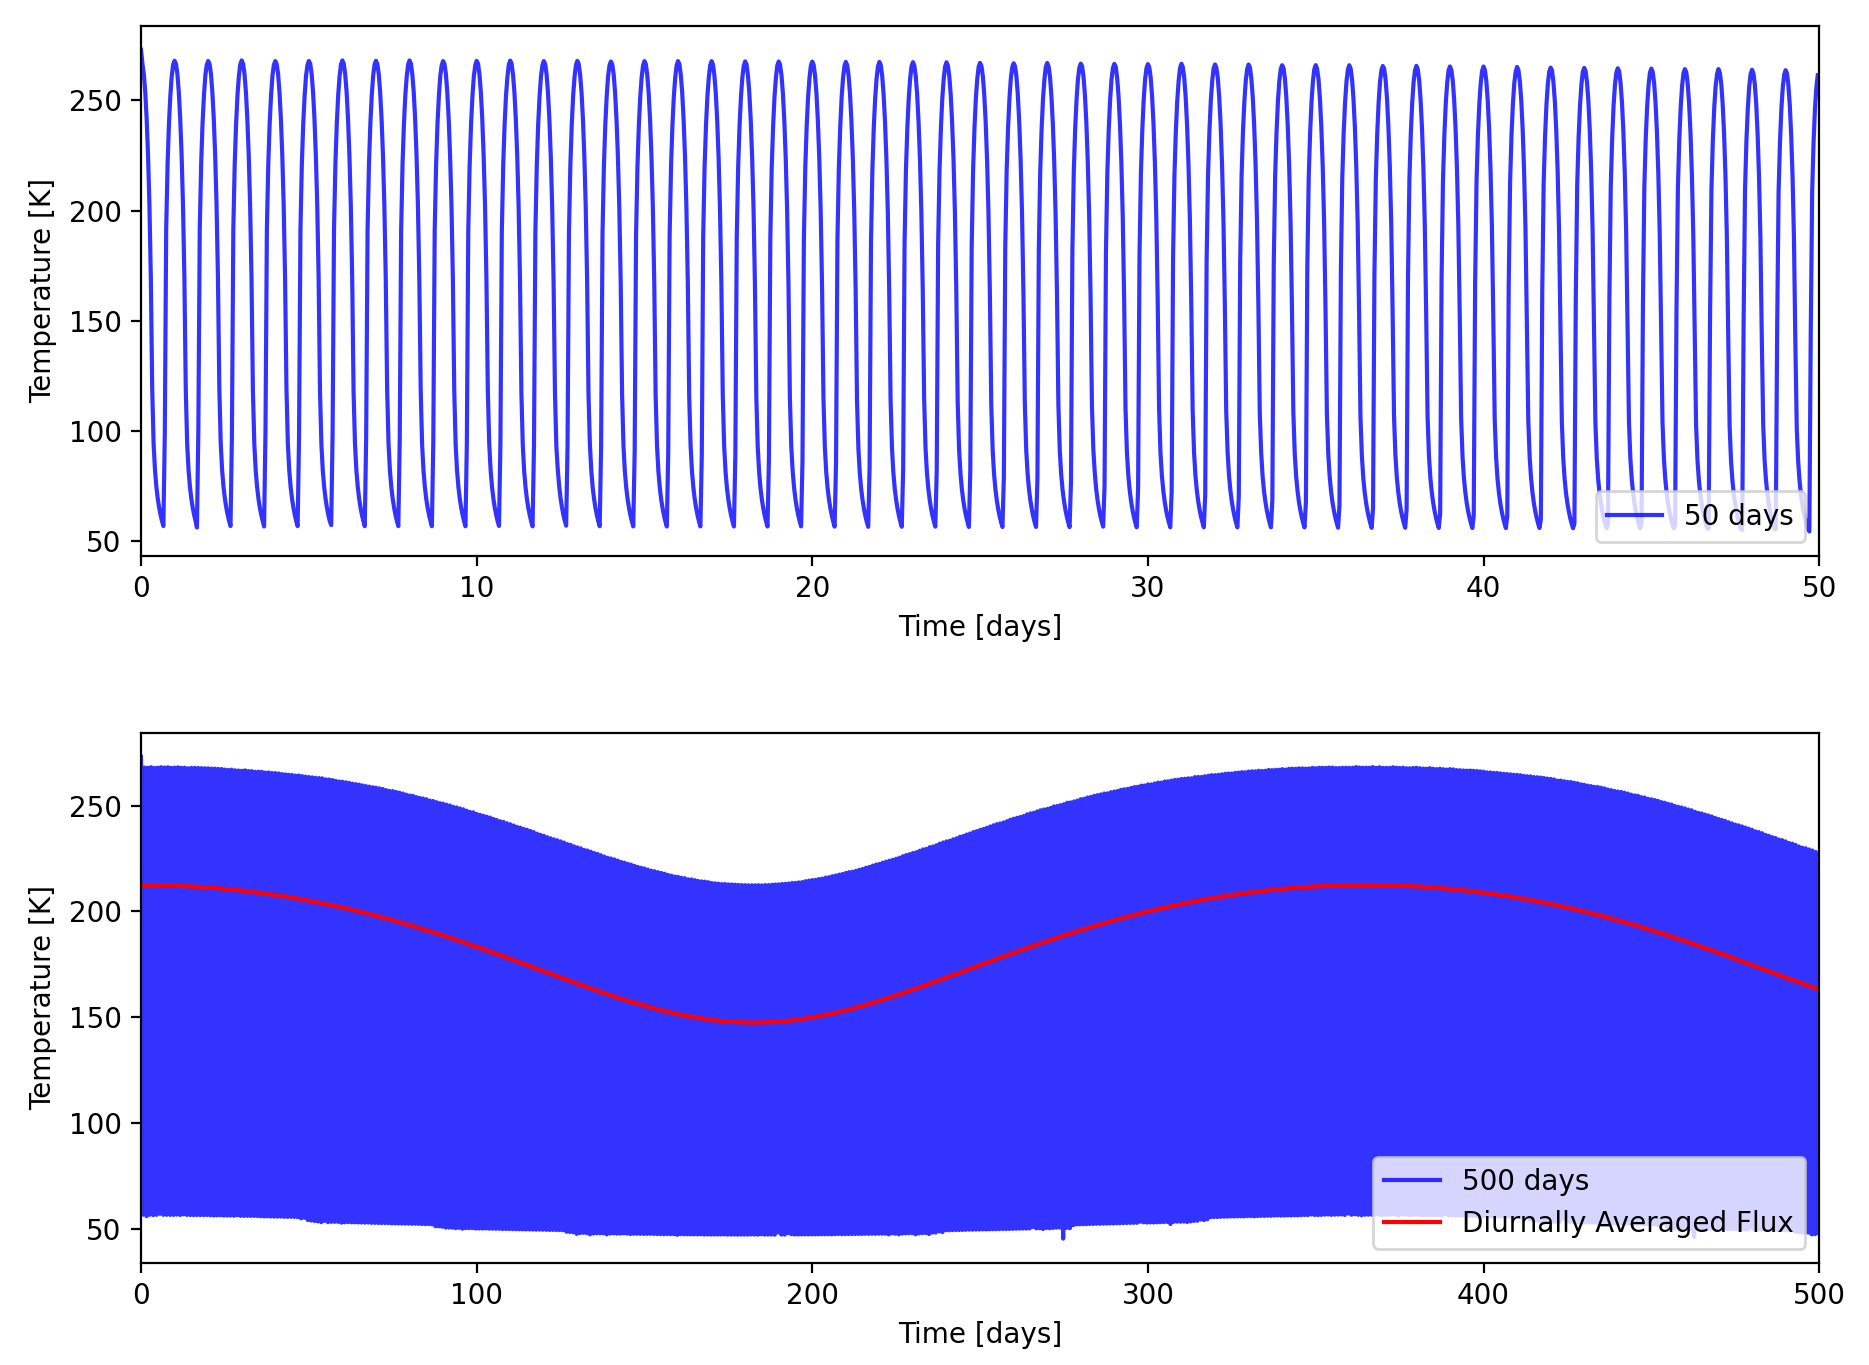 250
200
150
100
50
Temperature [K]
50 days
0 10 20 30 40 50
Time [days]
250
200
150
100
50
Temperature [K]
500 days
Diurnally Averaged Flux
0 100 200 300 400 500
Time [days]